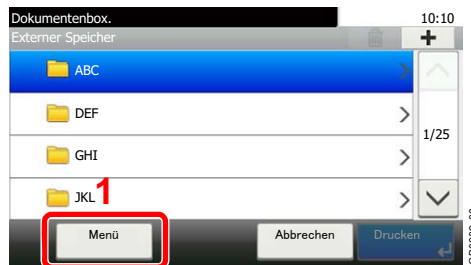 Dokumentenbox.
10:10
Externer Speicher
ABC
DEF
1/25
GHI
JKL
1
Menü
Abbrechen
Drucken